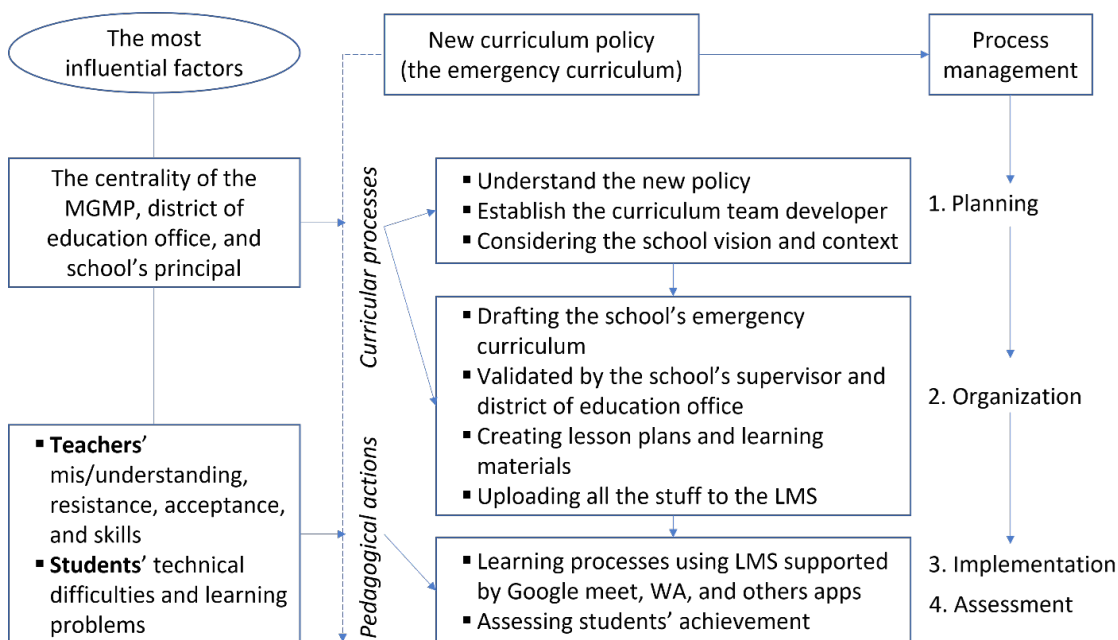 The most
influential factors
New curriculum policy
(the emergency curriculum)
Process
management
The centrality of the
MGMP, district of
education office, and
school's principal
Curricular processes
▪ Understand the new policy
▪ Establish the curriculum team developer
▪ Considering the school vision and context
1. Planning
▪ Drafting the school's emergency
curriculum
▪ Validated by the school's supervisor and
district of education office
▪ Creating lesson plans and learning
materials
▪ Uploading all the stuff to the LMS
2. Organization
▪ Teachers'
mis/understanding,
resistance, acceptance,
and skills
▪ Students' technical
difficulties and learning
problems
Pedagogical actions
▪ Learning processes using LMS supported
by Google meet, WA, and others apps
▪ Assessing students' achievement
3. Implementation
4. Assessment